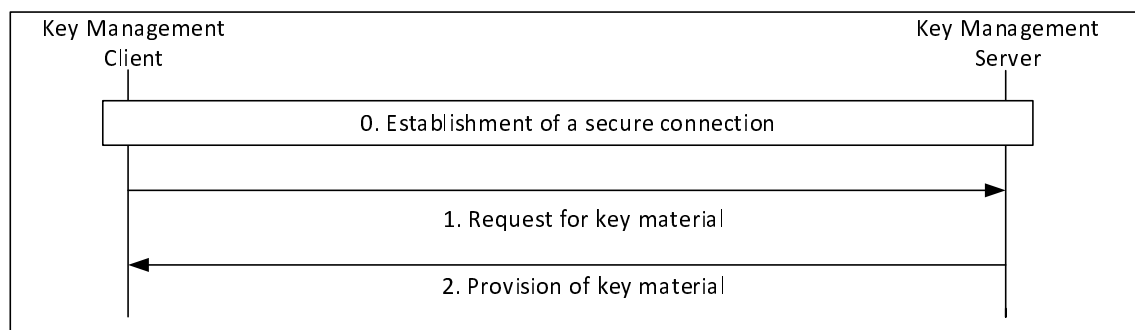 Key Management
Client
Key Management
Server
0. Establishment of a secure connection
1. Request for key material
2. Provision of key material